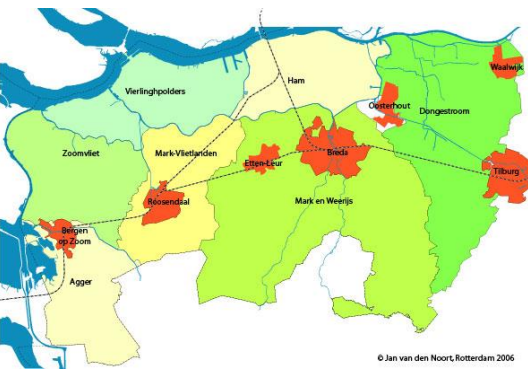 Waalwijk
Ham
Vierlinghpolders
Oosterhout
Dongestroom
Zoomvliet
Mark-Vlietlanden
Breda
Etten-Leur
Tilburg
Roosendaal
Mark en Weerijs
Bergen
op Zoom
Agger
© Jan van den Noort, Rotterdam 2006